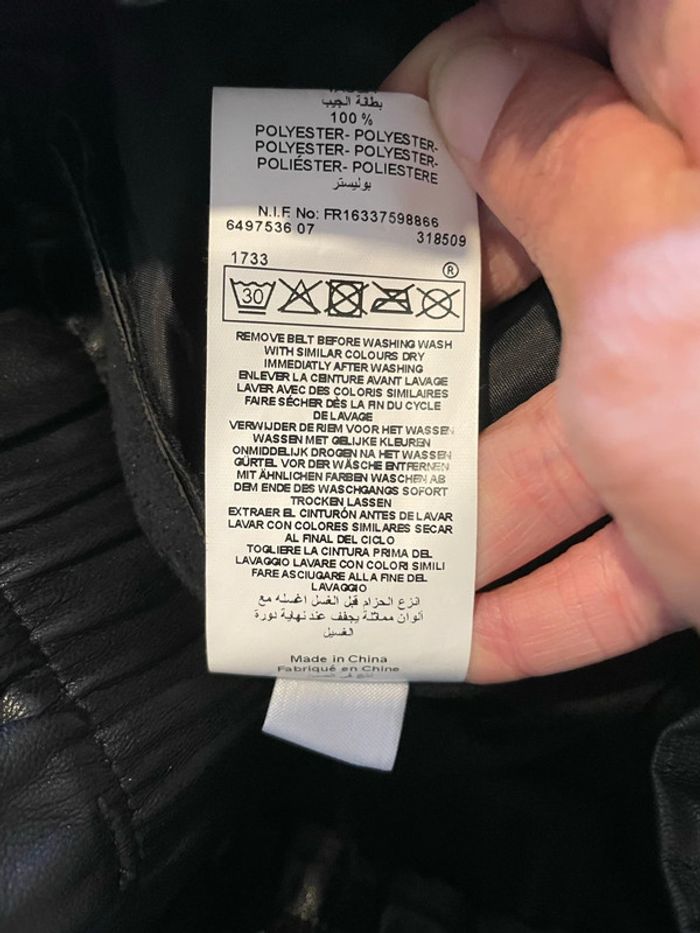 بطانة الجيب
100 %
POLYESTER- POLYESTER-
POLYESTER- POLYESTER-
POLIÉSTER- POLIESTERE
بوليستر
N.I.F. No: FR16337598866
6497536 07 318509
1733 ®
30
REMOVE BELT BEFORE WASHING WASH
WITH SIMILAR COLOURS DRY
IMMEDIATLY AFTER WASHING
ENLEVER LA CEINTURE AVANT LAVAGE
LAVER AVEC DES COLORIS SIMILAIRES
FAIRE SÉCHER DÈS LA FIN DU CYCLE
DE LAVAGE
VERWIJDER DE RIEM VOOR HET WASSEN
WASSEN MET GELIJKE KLEUREN
ONMIDDELIJK DROGEN NA HET WASSEN
GÜRTEL VOR DER WÄSCHE ENTFERNEN
MIT ÄHNLICHEN FARBEN WASCHEN AB
DEM ENDE DES WASCHGANGS SOFORT
TROCKEN LASSEN
EXTRAER EL CINTURÓN ANTES DE LAVAR
LAVAR CON COLORES SIMILARES SECAR
AL FINAL DEL CICLO
TOGLIERE LA CINTURA PRIMA DEL
LAVAGGIO LAVARE CON COLORI SIMILI
FARE ASCIUGARE ALLA FINE DEL
LAVAGGIO
انزع الحزام قبل الغسل اغسله مع
ألوان مماثلة يجفف عند نهاية دورة
الغسيل
Made in China
Fabriqué en Chine